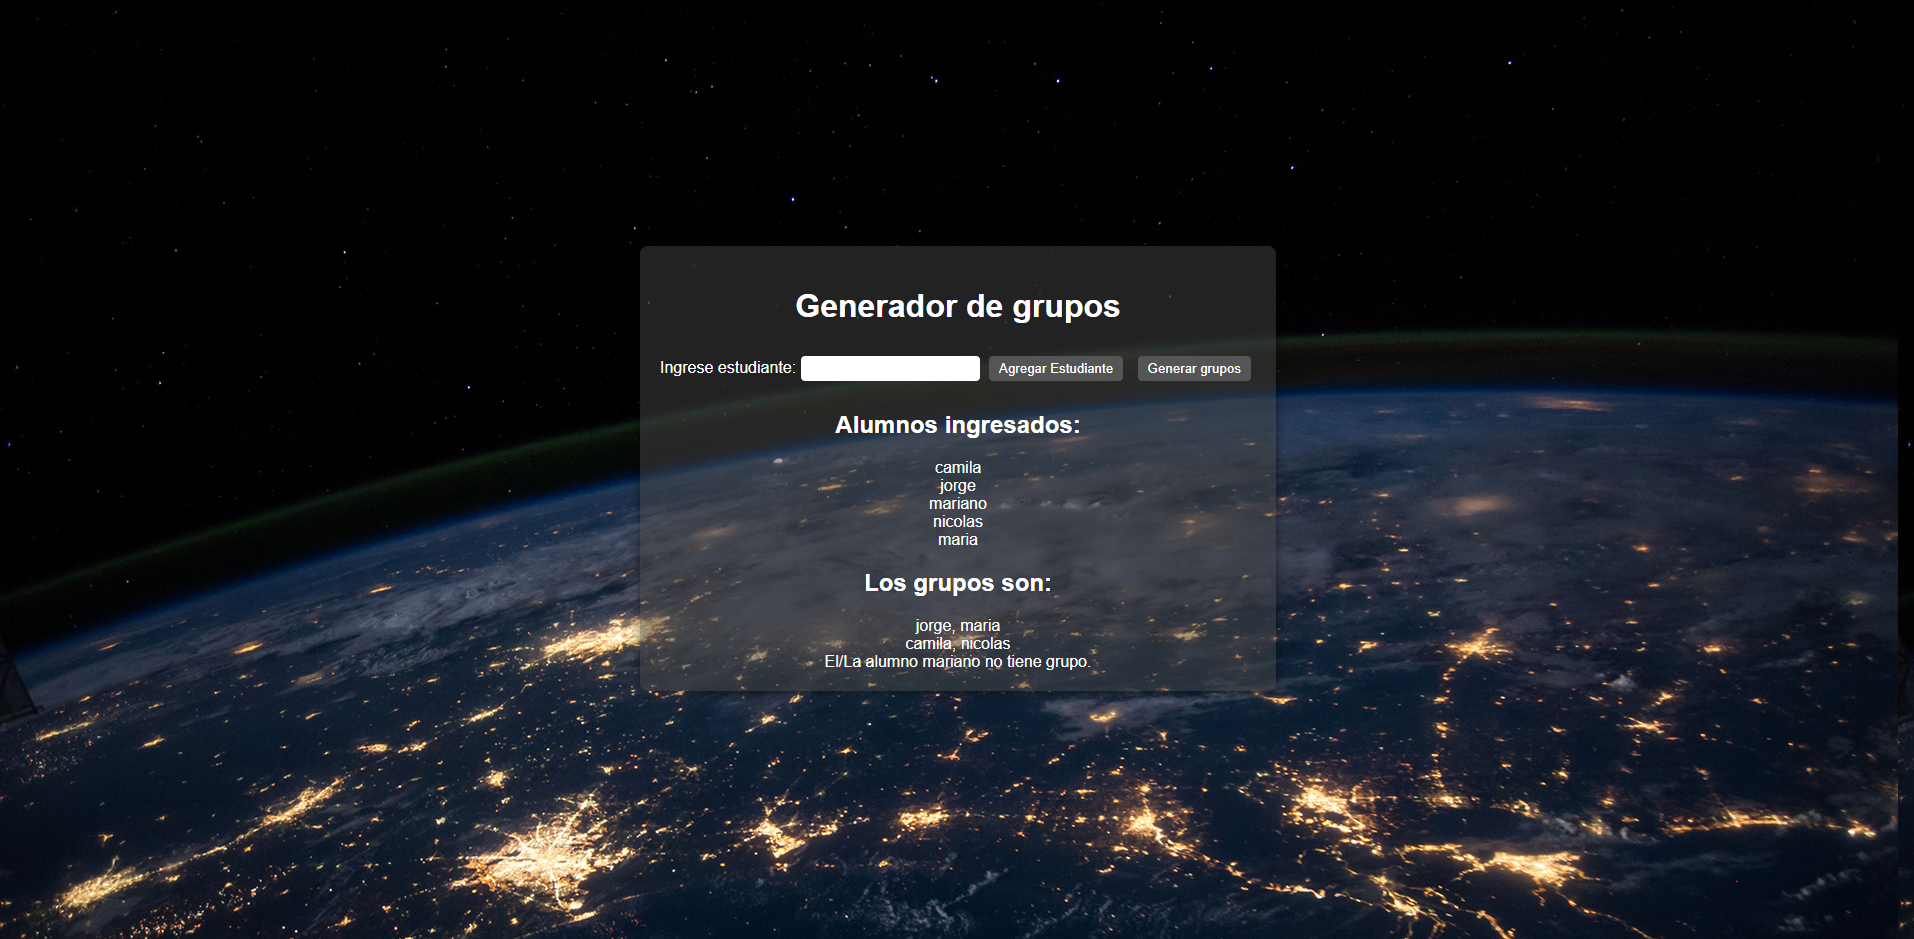 Generador de grupos
Ingrese estudiante: Agregar Estudiante Generar grupos
Alumnos ingresados:
camila
jorge
mariano
nicolas
maria
Los grupos son:
jorge, maria
camila, nicolas
El/La alumno mariano no tiene grupo.